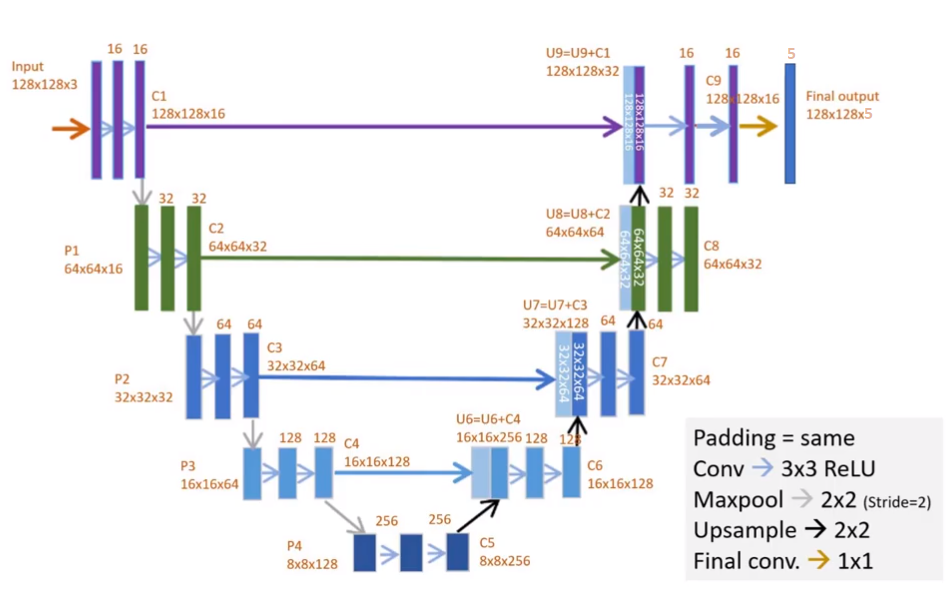 Input
128x128x3
16 16
C1
128x128x16
U9=U9+C1
128x128x32
128x128x16
128x128x16
16 16
C9
128x128x16
5
Final output
128x128x5
P1
64x64x16
32 32
C2
64x64x32
U8=U8+C2
64x64x64
64x64x32
64x64x32
32 32
C8
64x64x32
P2
32x32x32
64 64
C3
32x32x64
U7=U7+C3
32x32x128
32x32x64
32x32x64
64 64
C7
32x32x64
P3
16x16x64
128 128
C4
16x16x128
U6=U6+C4
16x16x256
128 128
C6
16x16x128
P4
8x8x128
256 256
C5
8x8x256
Padding = same
Conv → 3x3 ReLU
Maxpool → 2x2 (Stride=2)
Upsample → 2x2
Final conv. → 1x1